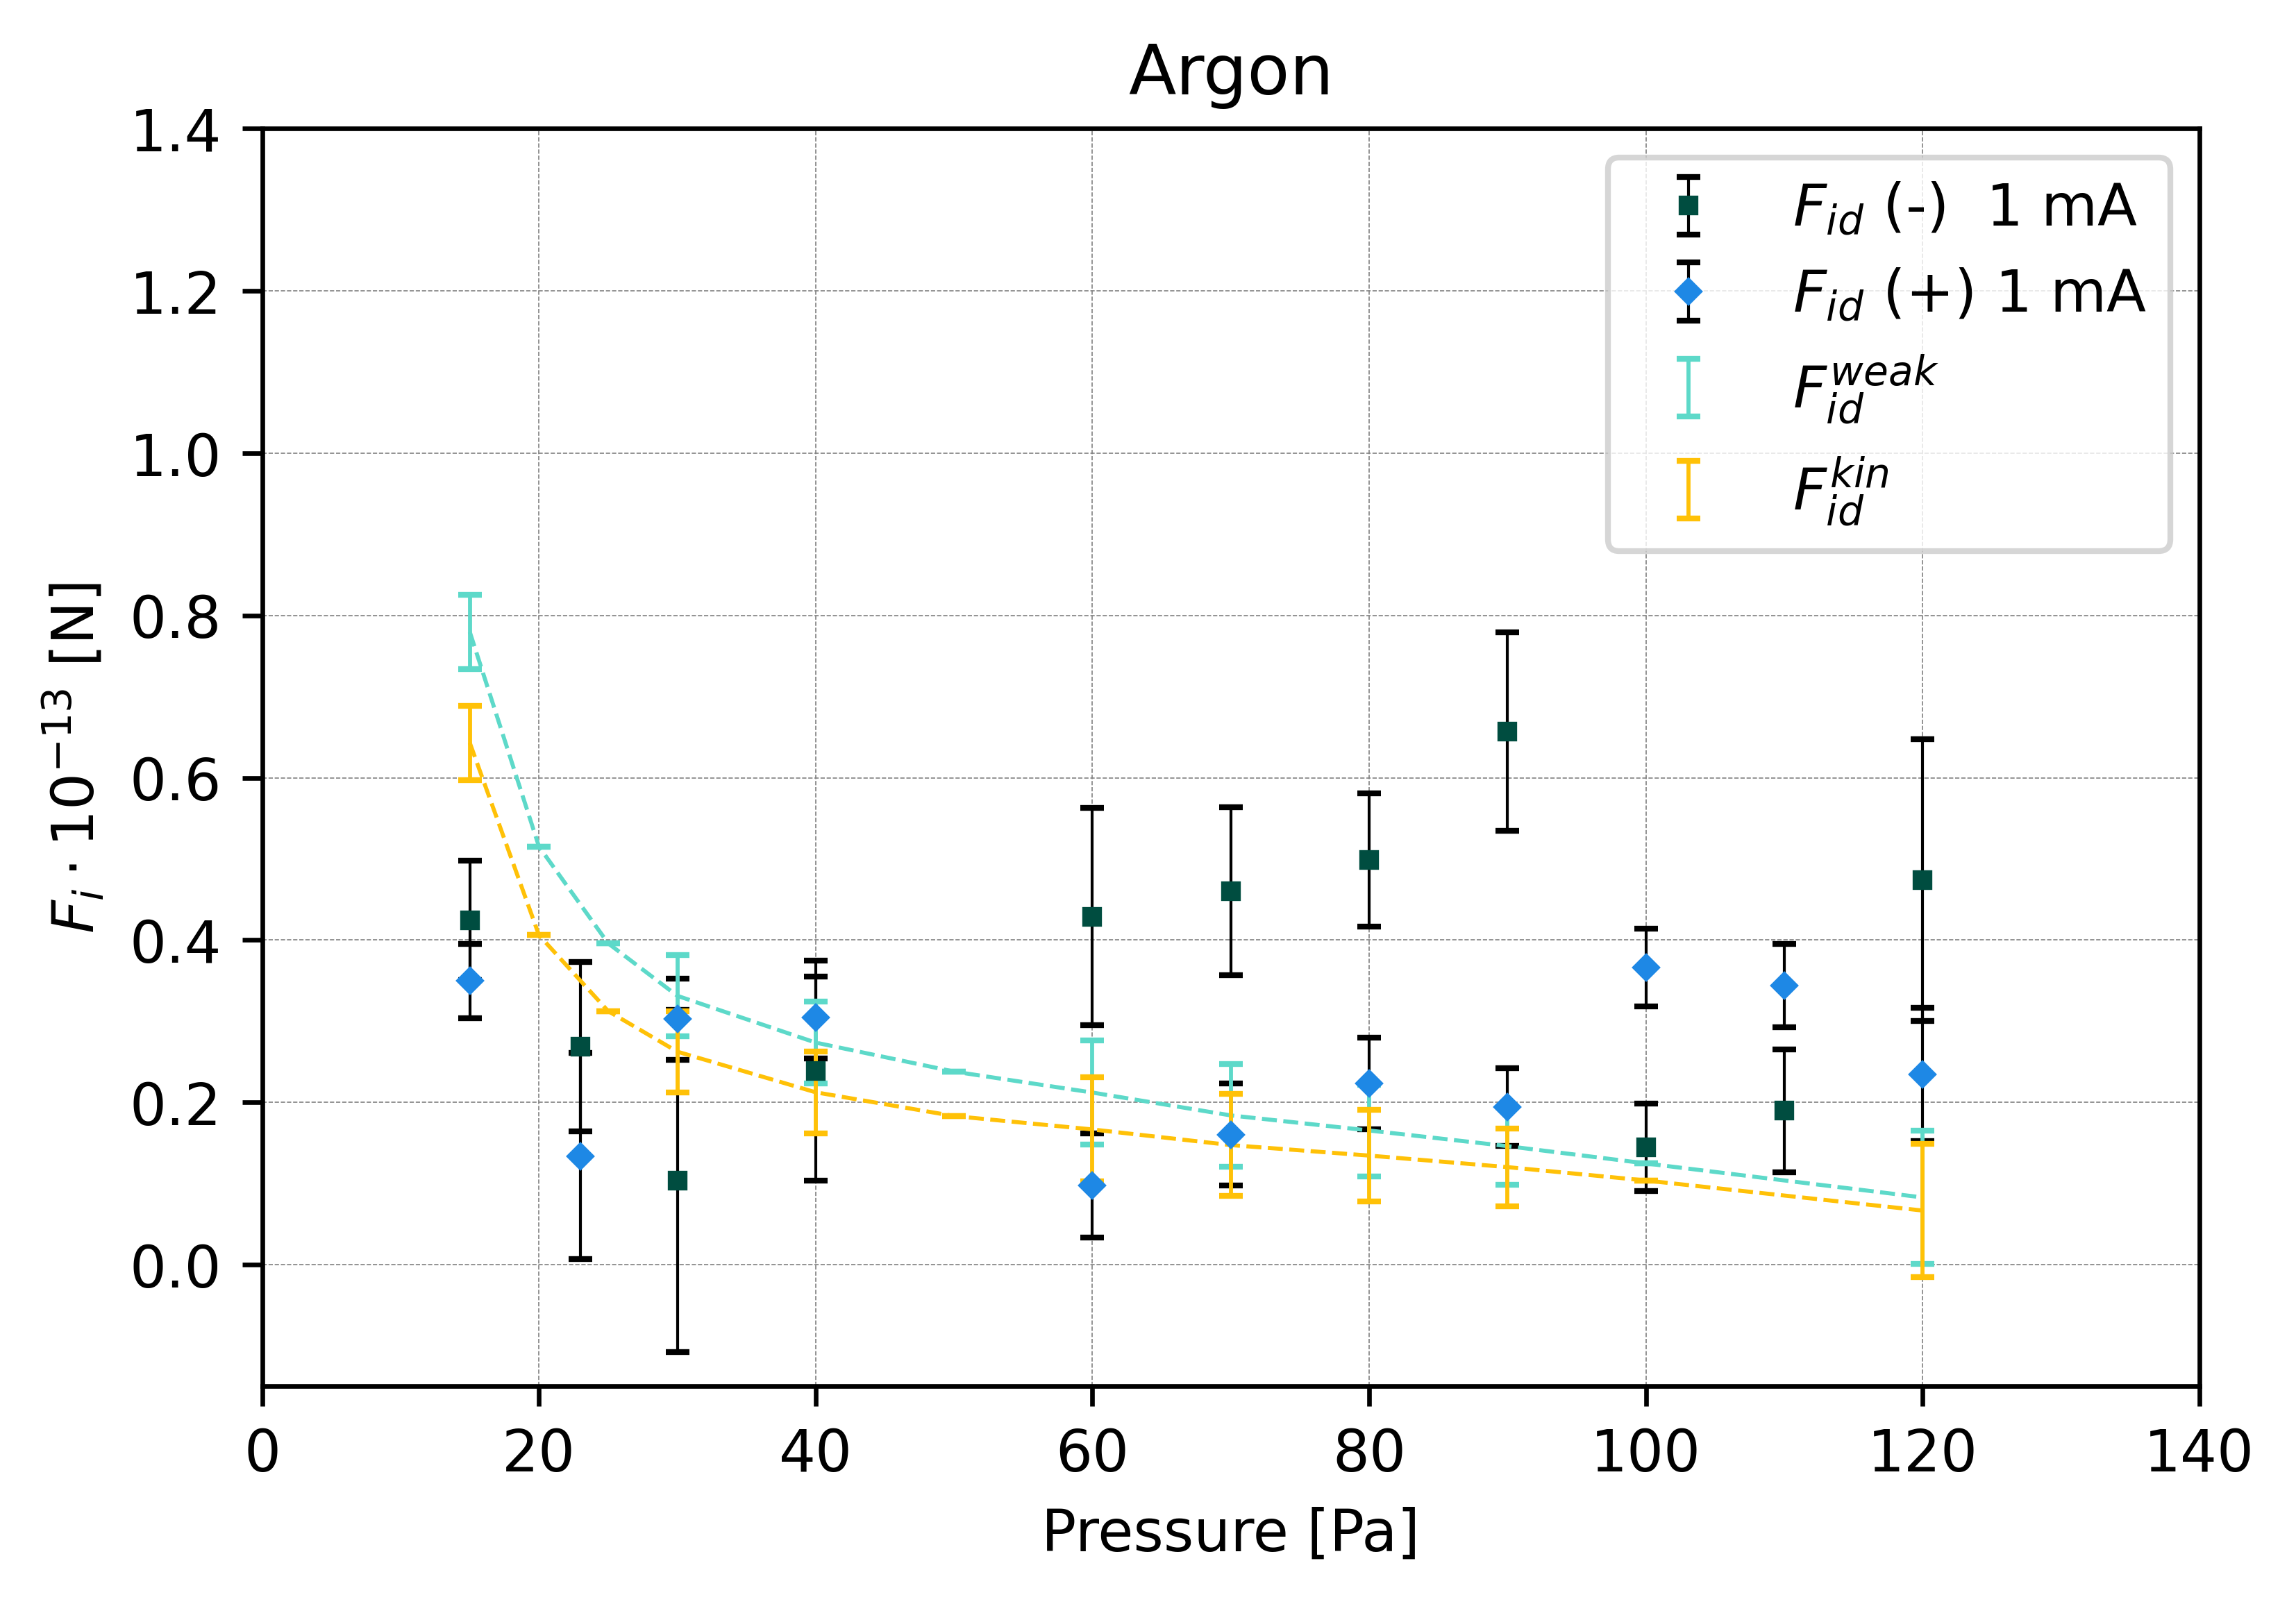 Argon
1.4
1.2
1.0
0.8
0.6
0.4
0.2
0.0
F_i · 10^−13 [N]
F_id (-) 1 mA
F_id (+) 1 mA
F_id^weak
F_id^kin
0 20 40 60 80 100 120 140
Pressure [Pa]